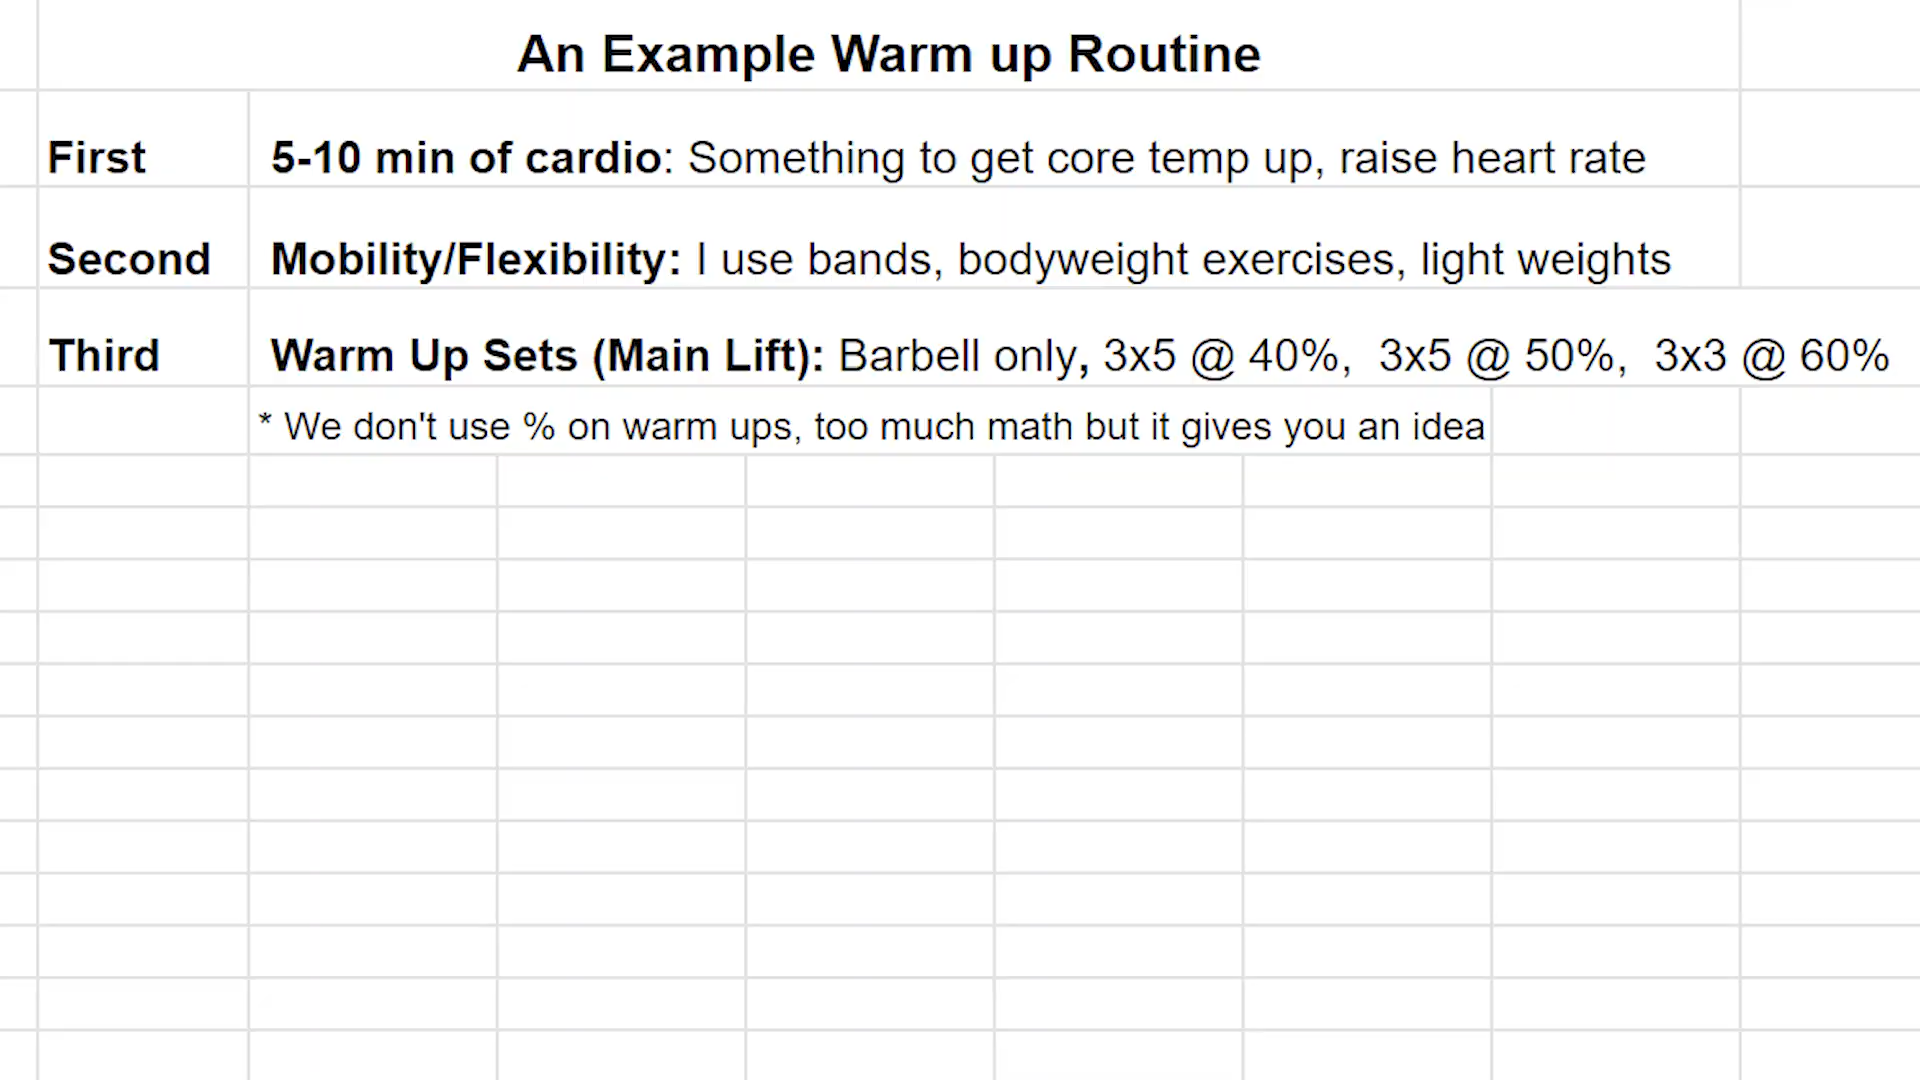 An Example Warm up Routine
First 5-10 min of cardio: Something to get core temp up, raise heart rate
Second Mobility/Flexibility: I use bands, bodyweight exercises, light weights
Third Warm Up Sets (Main Lift): Barbell only, 3x5 @ 40%, 3x5 @ 50%, 3x3 @ 60%
* We don't use % on warm ups, too much math but it gives you an idea